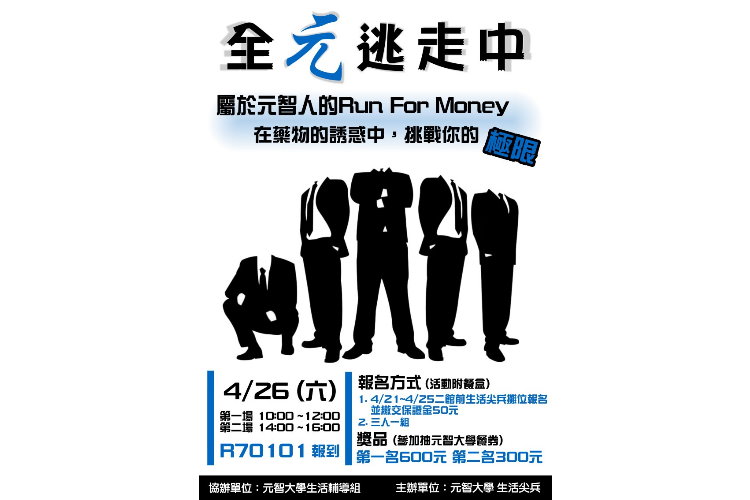 全元逃走中
屬於元智人的Run For Money
在藥物的誘惑中，挑戰你的 極限
4/26 (六)
第一場 10:00 ~12:00
第二場 14:00 ~16:00
R70101 報到
報名方式 (活動附餐盒)
1. 4/21~4/25二館前生活尖兵攤位報名
並繳交保證金50元
2. 三人一組
獎品 (參加抽元智大學餐券)
第一名600元 第二名300元
協辦單位：元智大學生活輔導組
主辦單位：元智大學 生活尖兵